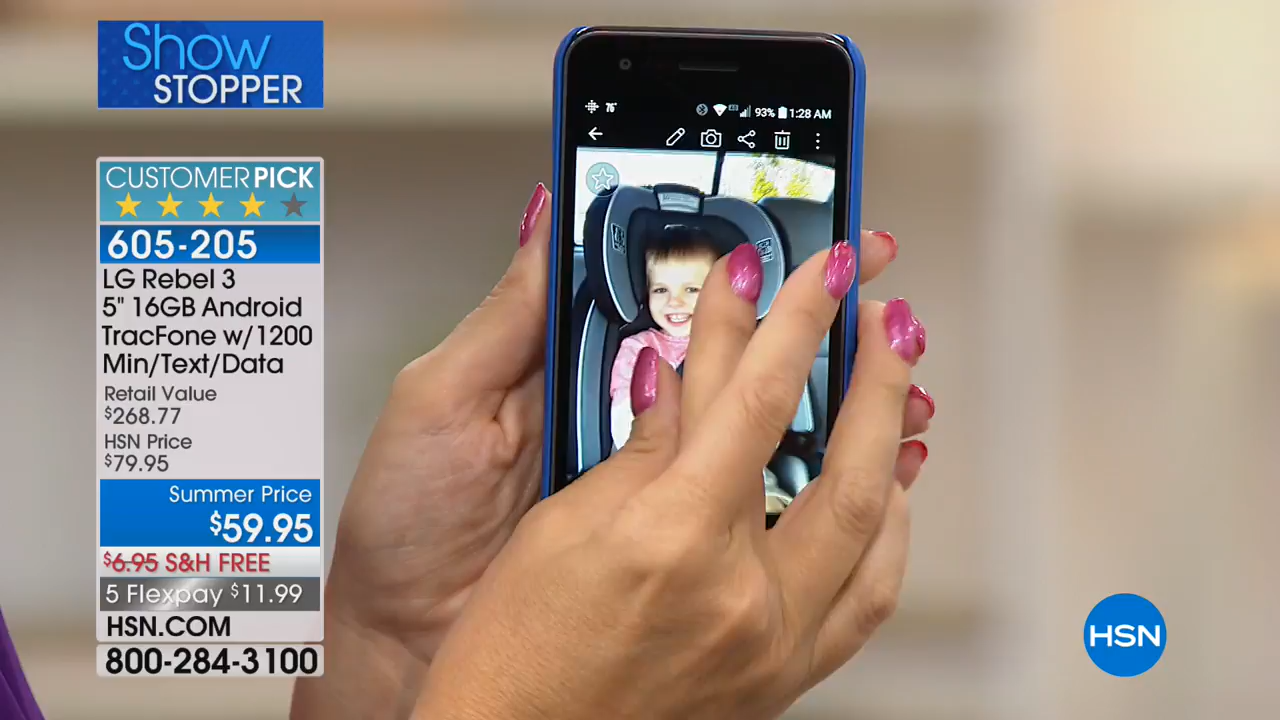 Show
STOPPER
CUSTOMER PICK
605-205
LG Rebel 3
5" 16GB Android
TracFone w/1200
Min/Text/Data
Retail Value
$268.77
HSN Price
$79.95
Summer Price
$59.95
$6.95 S&H FREE
5 Flexpay $11.99
HSN.COM
800-284-3100
76°
93% 1:28 AM
HSN